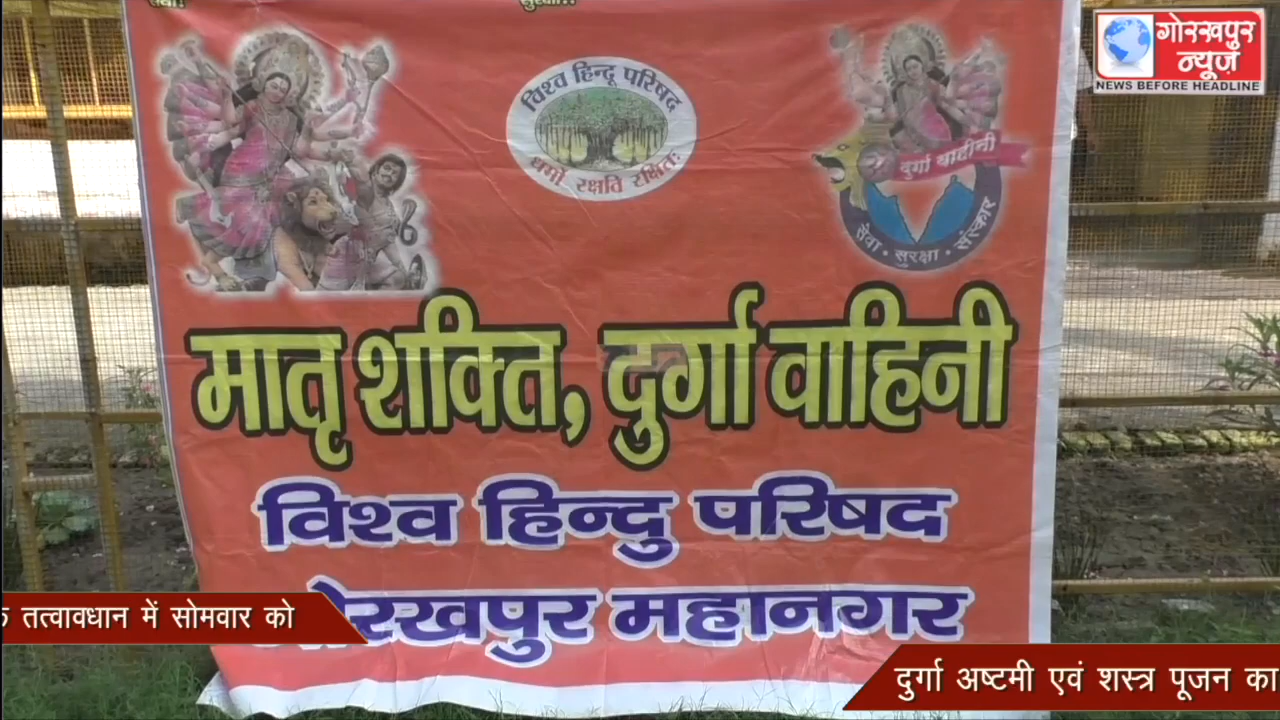 गोरखपुर
न्यूज़
NEWS BEFORE HEADLINE
विश्व हिन्दू परिषद
धर्मो रक्षति रक्षितः
दुर्गा वाहीनी
सेवा • सुरक्षा • संस्कार
मातृ शक्ति, दुर्गा वाहिनी
विश्व हिन्दु परिषद
गोरखपुर महानगर
तत्वावधान में सोमवार को
दुर्गा अष्टमी एवं शस्त्र पूजन का